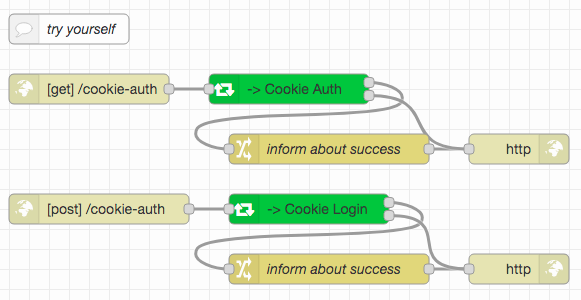 try yourself
[get] /cookie-auth
-> Cookie Auth
inform about success
http
[post] /cookie-auth
-> Cookie Login
inform about success
http